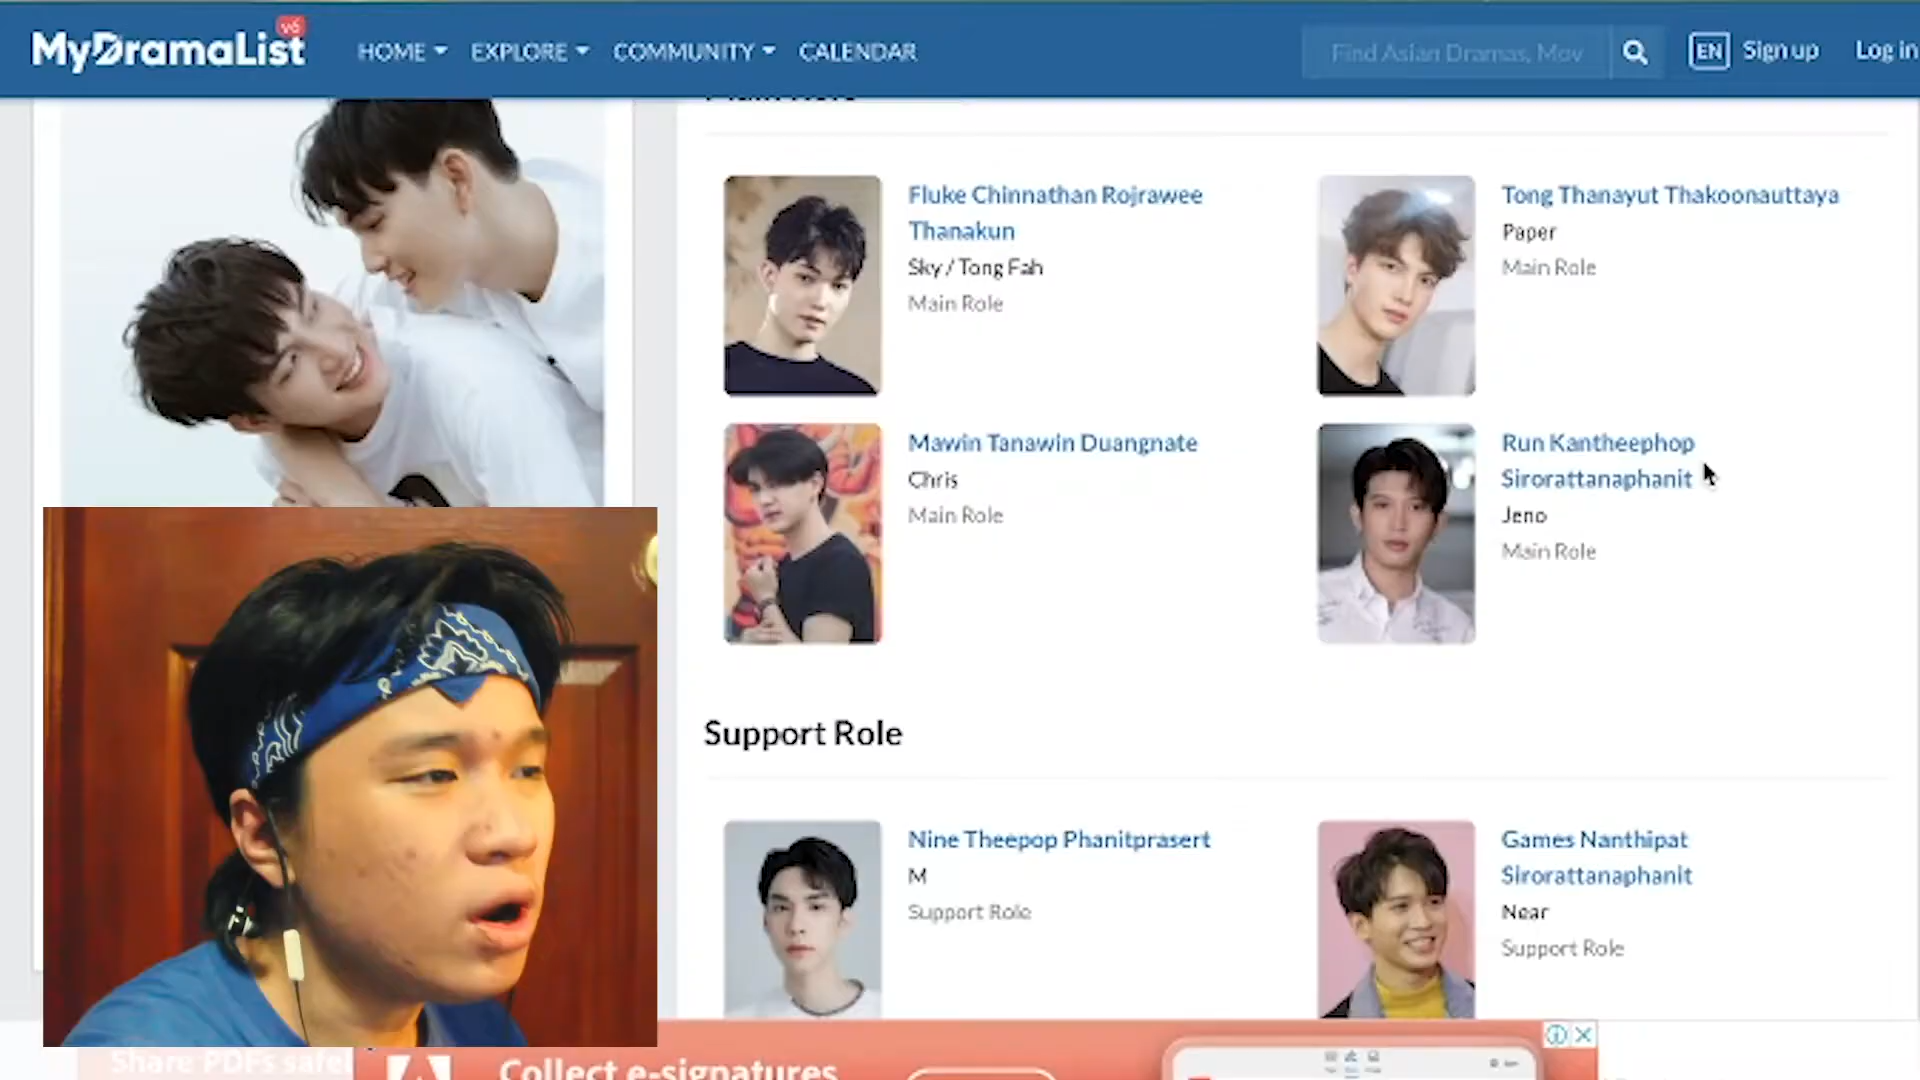 MyDramaList
v6
HOME
EXPLORE
COMMUNITY
CALENDAR
Find Asian Dramas, Mov
EN
Sign up
Log in
Fluke Chinnathan Rojrawee
Thanakun
Sky / Tong Fah
Main Role
Tong Thanayut Thakoonauttaya
Paper
Main Role
Mawin Tanawin Duangnate
Chris
Main Role
Run Kantheephop
Sirorattanaphanit
Jeno
Main Role
Support Role
Nine Theepop Phanitprasert
M
Support Role
Games Nanthipat
Sirorattanaphanit
Near
Support Role
Share PDFs safel
Collect e-signatures